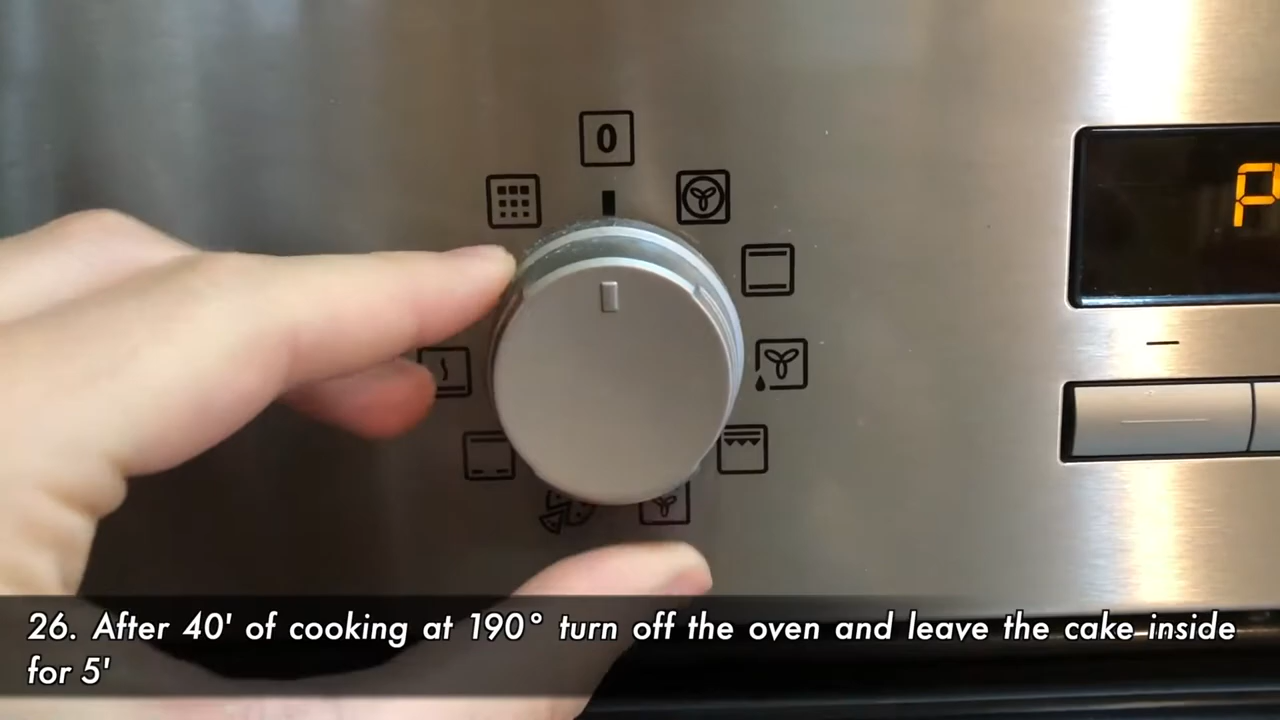 0
26. After 40' of cooking at 190° turn off the oven and leave the cake inside
for 5'